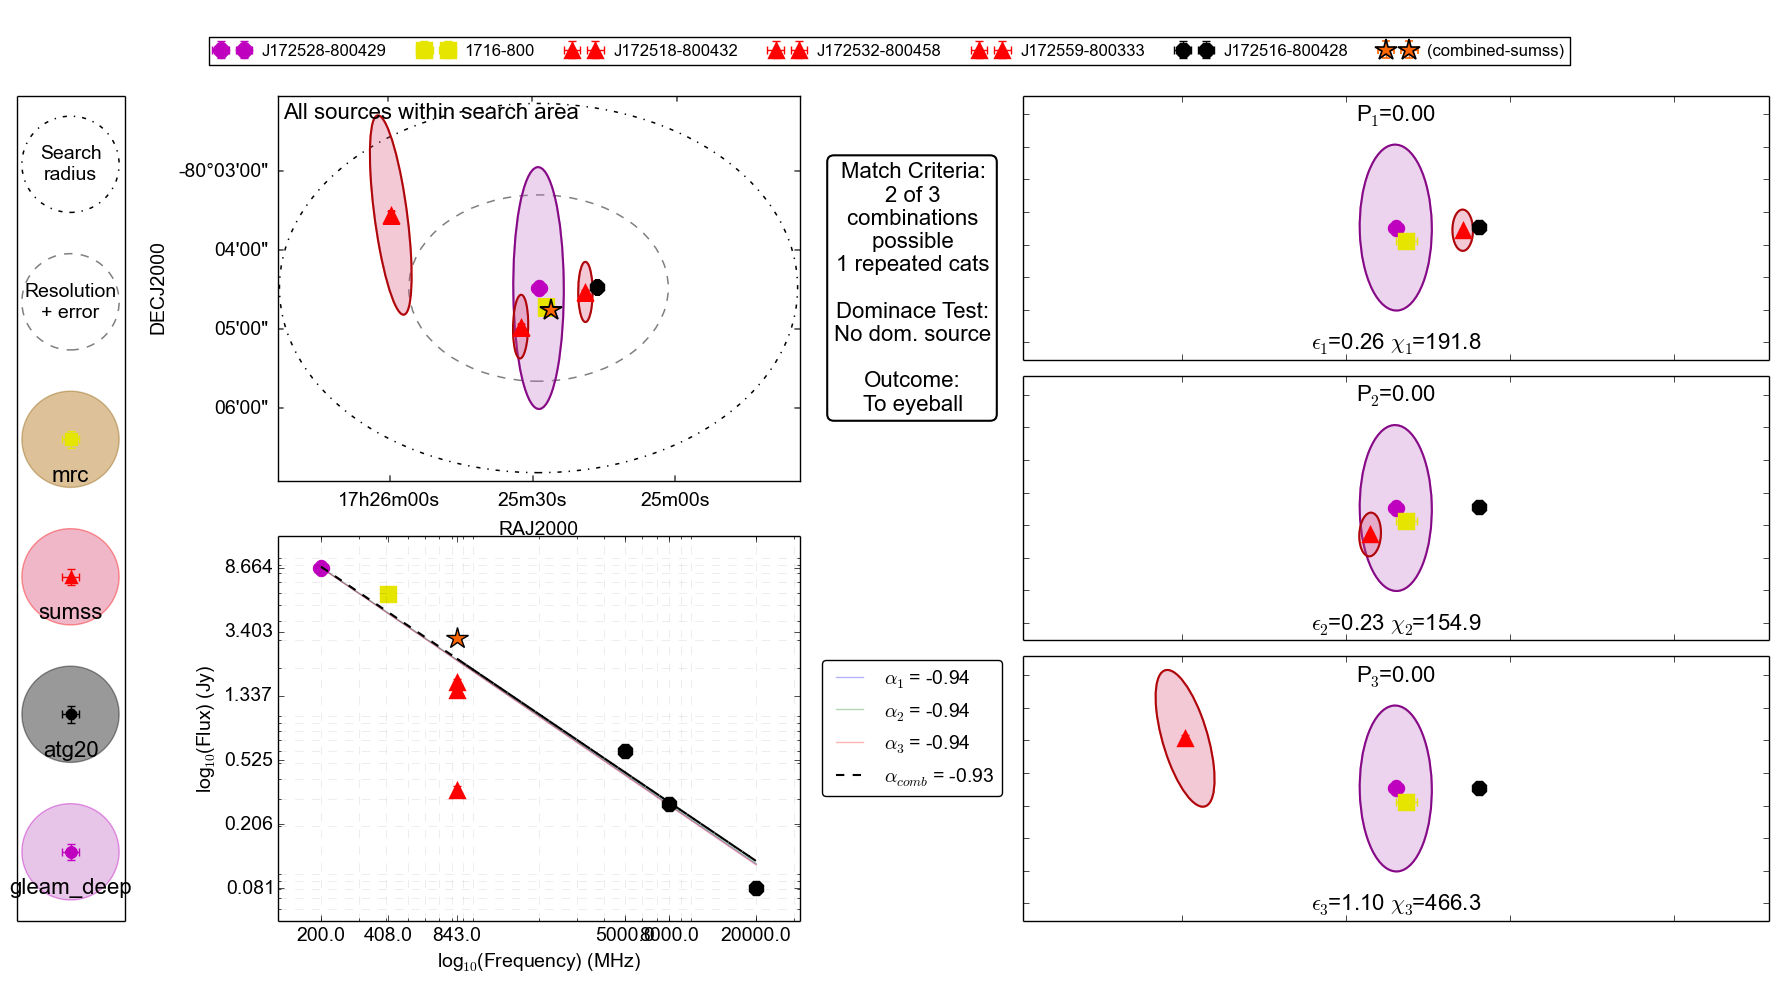 J172528-800429 1716-800 J172518-800432 J172532-800458 J172559-800333 J172516-800428 (combined-sumss)
Search
radius
Resolution
+ error
mrc
sumss
atg20
gleam_deep
All sources within search area
DECJ2000
-80°03'00"
04'00"
05'00"
06'00"
17h26m00s 25m30s 25m00s
RAJ2000
Match Criteria:
2 of 3
combinations
possible
1 repeated cats
Dominace Test:
No dom. source
Outcome:
To eyeball
log10(Flux) (Jy)
8.664
3.403
1.337
0.525
0.206
0.081
200.0 408.0 843.0 5000.0 8000.0 20000.0
log10(Frequency) (MHz)
α1 = -0.94
α2 = -0.94
α3 = -0.94
αcomb = -0.93
P1=0.00
ϵ1=0.26 χ1=191.8
P2=0.00
ϵ2=0.23 χ2=154.9
P3=0.00
ϵ3=1.10 χ3=466.3